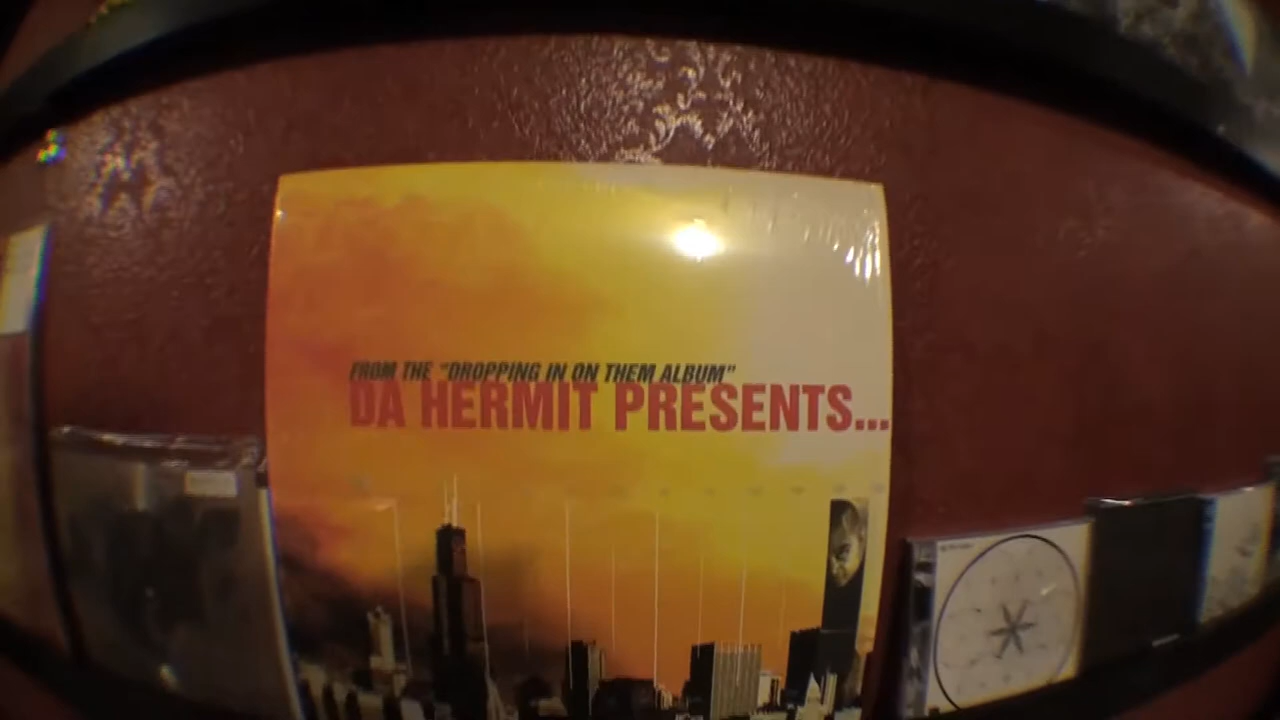 FROM THE "DROPPING IN ON THEM ALBUM"
DA HERMIT PRESENTS...